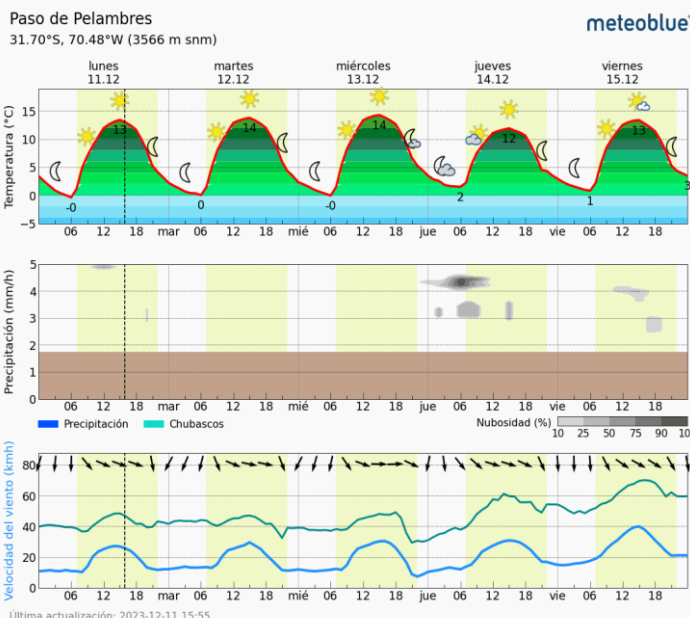 Paso de Pelambres
meteoblue
31.70°S, 70.48°W (3566 m snm)
lunes martes miércoles jueves viernes
11.12 12.12 13.12 14.12 15.12
Temperatura (°C)
15
10
5
0
−5
13 14 14 12 13
-0 0 -0 2 1 3
06 12 18 mar 06 12 18 mié 06 12 18 jue 06 12 18 vie 06 12 18
Precipitación (mm/h)
5
4
3
2
1
0
06 12 18 mar 06 12 18 mié 06 12 18 jue 06 12 18 vie 06 12 18
Precipitación Chubascos Nubosidad (%)
10 25 50 75 90 10
Velocidad del viento (kmh)
80
60
40
20
0
06 12 18 mar 06 12 18 mié 06 12 18 jue 06 12 18 vie 06 12 18
Última actualización: 2023-12-11 15:55